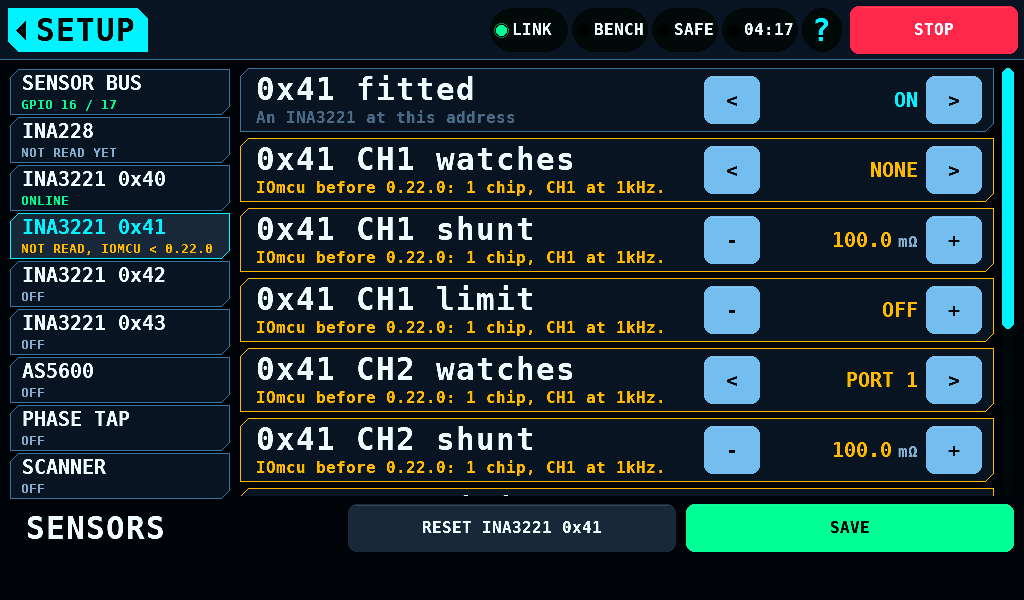 SETUP
LINK
BENCH
SAFE
04:17
?
STOP
SENSOR BUS
GPIO 16 / 17
INA228
NOT READ YET
INA3221 0x40
ONLINE
INA3221 0x41
NOT READ, IOMCU < 0.22.0
INA3221 0x42
OFF
INA3221 0x43
OFF
AS5600
OFF
PHASE TAP
OFF
SCANNER
OFF
0x41 fitted
An INA3221 at this address
<
ON
>
0x41 CH1 watches
IOmcu before 0.22.0: 1 chip, CH1 at 1kHz.
<
NONE
>
0x41 CH1 shunt
IOmcu before 0.22.0: 1 chip, CH1 at 1kHz.
-
100.0 mΩ
+
0x41 CH1 limit
IOmcu before 0.22.0: 1 chip, CH1 at 1kHz.
-
OFF
+
0x41 CH2 watches
IOmcu before 0.22.0: 1 chip, CH1 at 1kHz.
<
PORT 1
>
0x41 CH2 shunt
IOmcu before 0.22.0: 1 chip, CH1 at 1kHz.
-
100.0 mΩ
+
SENSORS
RESET INA3221 0x41
SAVE